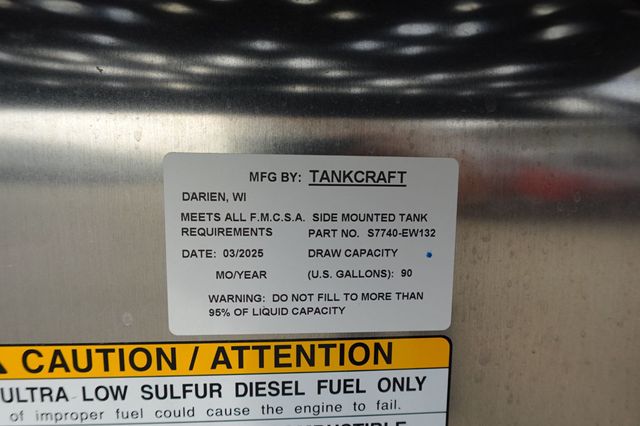 MFG BY: TANKCRAFT
DARIEN, WI
MEETS ALL F.M.C.S.A. SIDE MOUNTED TANK
REQUIREMENTS PART NO. S7740-EW132
DATE: 03/2025 DRAW CAPACITY
MO/YEAR (U.S. GALLONS): 90
WARNING: DO NOT FILL TO MORE THAN
95% OF LIQUID CAPACITY
CAUTION / ATTENTION
ULTRA LOW SULFUR DIESEL FUEL ONLY
of improper fuel could cause the engine to fail.